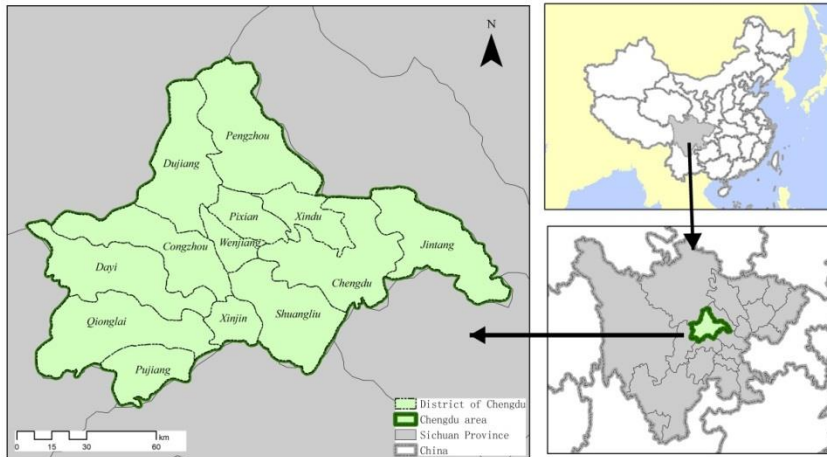 N
Pengzhou
Dujiang
Pixian
Xindu
Congzhou
Wenjiang
Jintang
Dayi
Chengdu
Qionglai
Xinjin
Shuangliu
Pujiang
District of Chengdu
Chengdu area
Sichuan Province
China
km
0 15 30 60